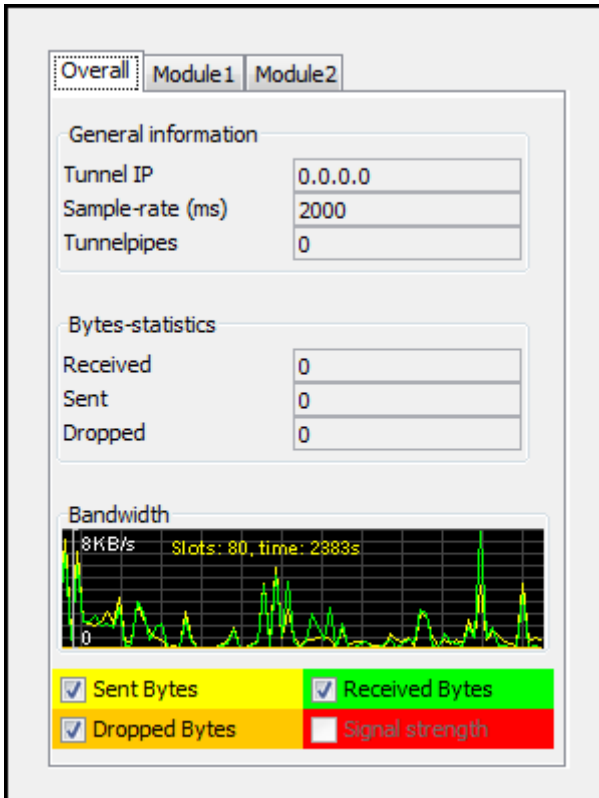 Overall Module1 Module2
General information
Tunnel IP 0.0.0.0
Sample-rate (ms) 2000
Tunnelpipes 0
Bytes-statistics
Received 0
Sent 0
Dropped 0
Bandwidth
8KB/s Slots: 80, time: 2383s
0
Sent Bytes Received Bytes
Dropped Bytes Signal strength